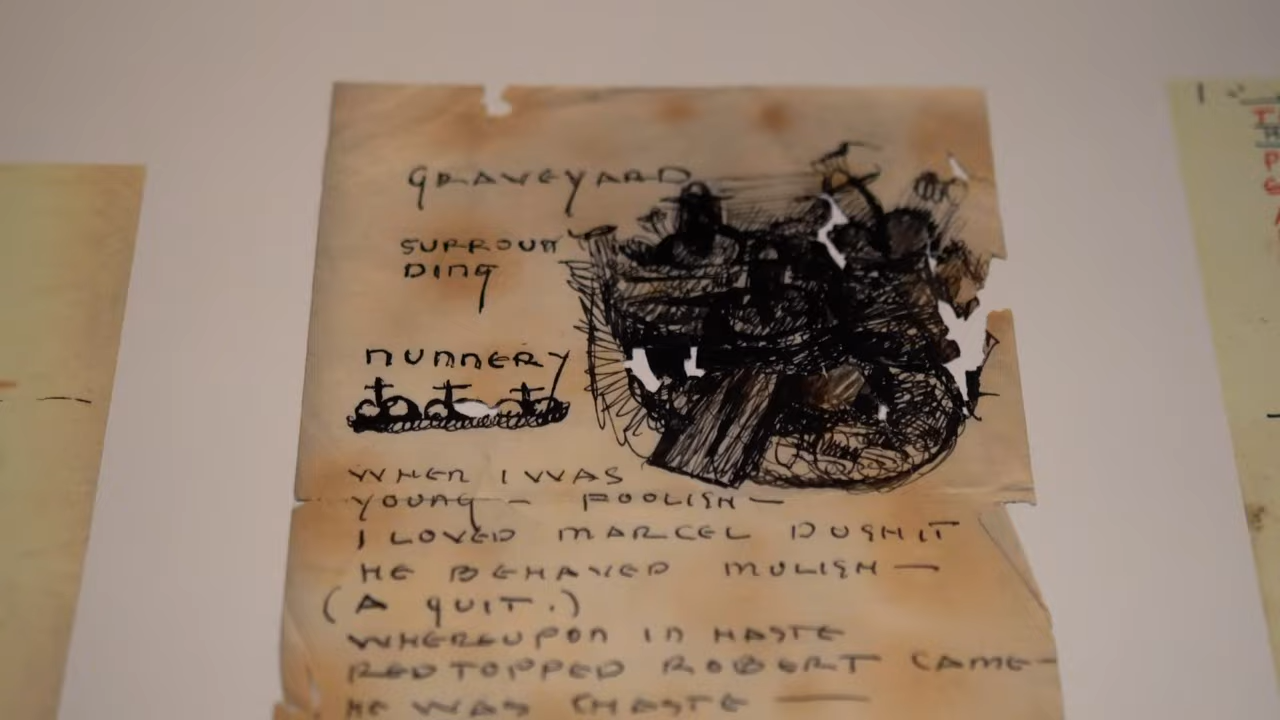 GRAVEYARD
SURROUN
DING
NUNNERY
WHEN I WAS
YOUNG — FOOLISH —
I LOVED MARCEL DUSHIT
HE BEHAVED MULISH —
(A QUIT.)
WHEREUPON IN HASTE
REDTOPPED ROBERT CAME —
HE WAS CHASTE —